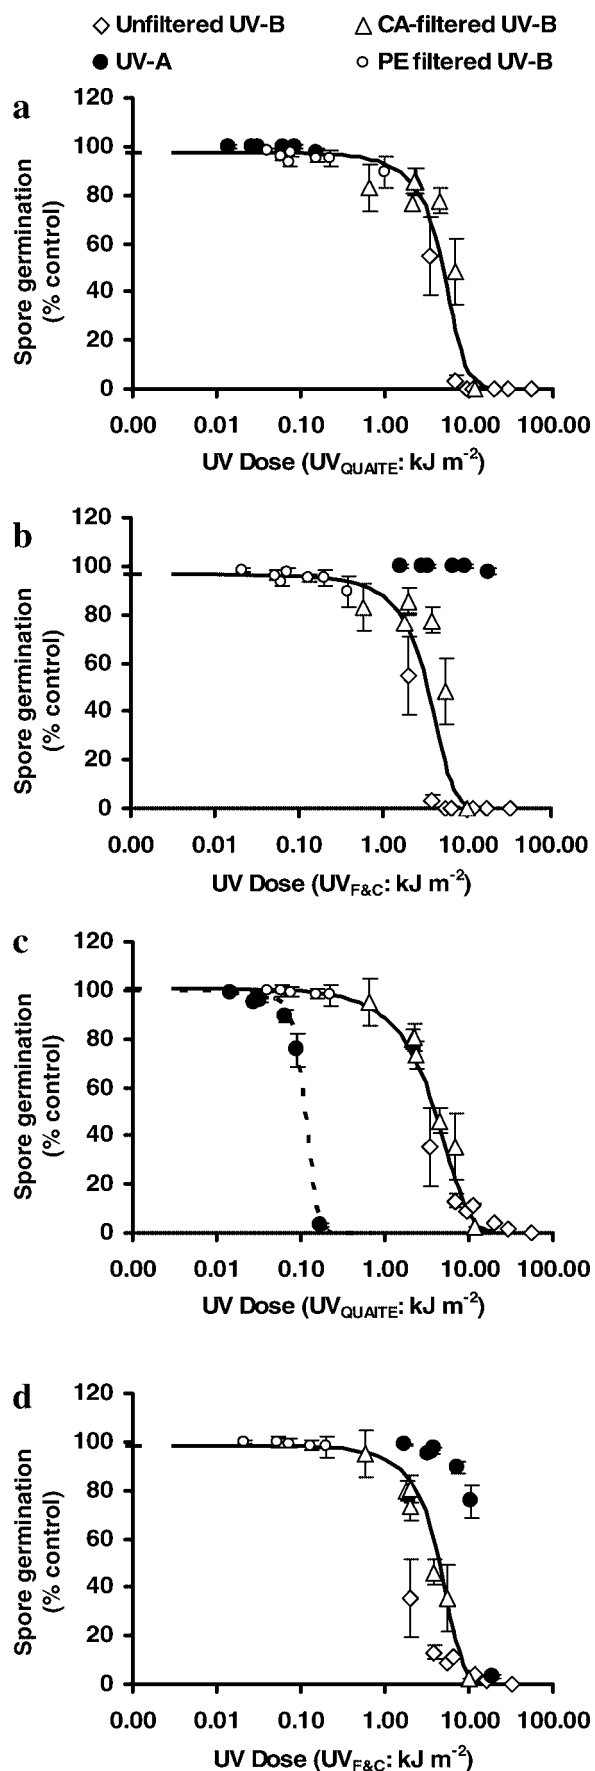 Unfiltered UV-B CA-filtered UV-B
UV-A PE filtered UV-B
a
120
100
80
60
40
20
0
Spore germination
(% control)
0.00 0.01 0.10 1.00 10.00 100.00
UV Dose (UVQUAITE: kJ m-2)
b
120
100
80
60
40
20
0
Spore germination
(% control)
0.00 0.01 0.10 1.00 10.00 100.00
UV Dose (UVF&C: kJ m-2)
c
120
100
80
60
40
20
0
Spore germination
(% control)
0.00 0.01 0.10 1.00 10.00 100.00
UV Dose (UVQUAITE: kJ m-2)
d
120
100
80
60
40
20
0
Spore germination
(% control)
0.00 0.01 0.10 1.00 10.00 100.00
UV Dose (UVF&C: kJ m-2)